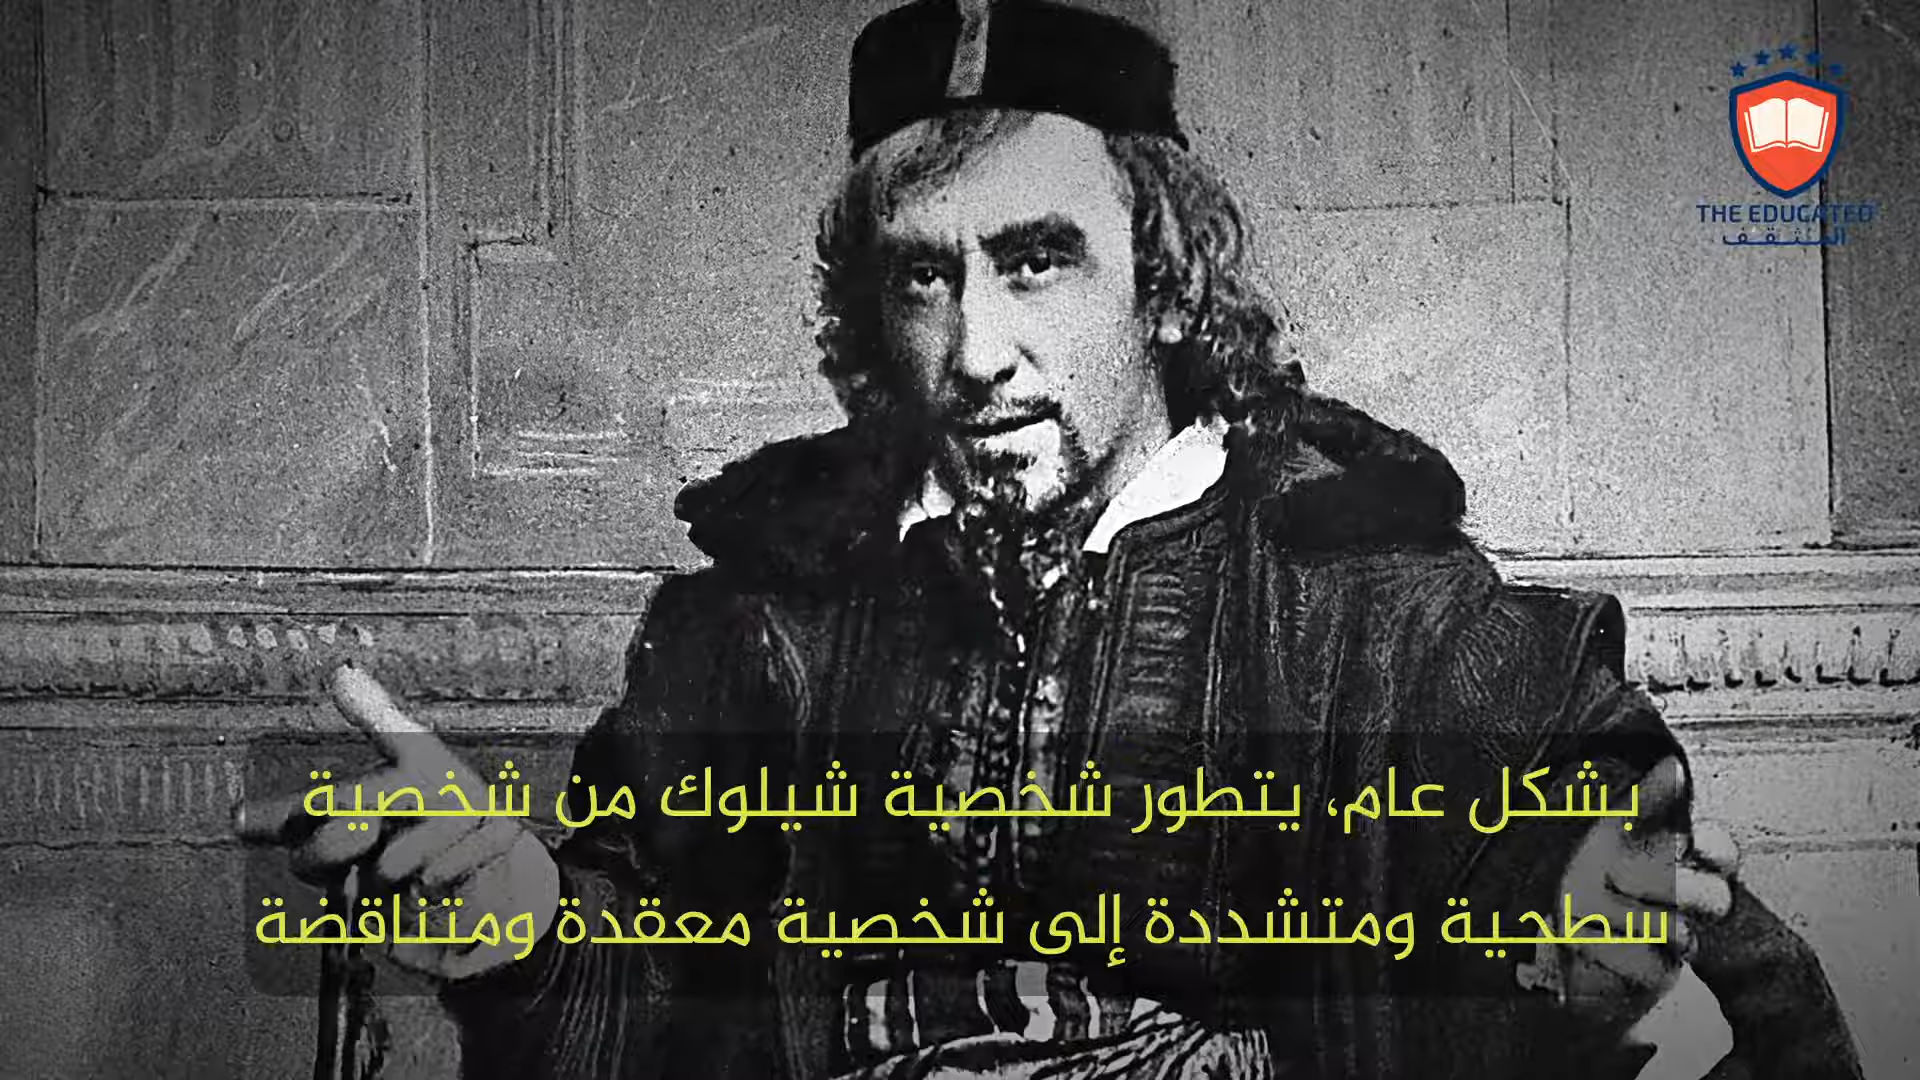 THE EDUCATED
المثقف
بشكل عام، يتطور شخصية شيلوك من شخصية
سطحية ومتشددة إلى شخصية معقدة ومتناقضة